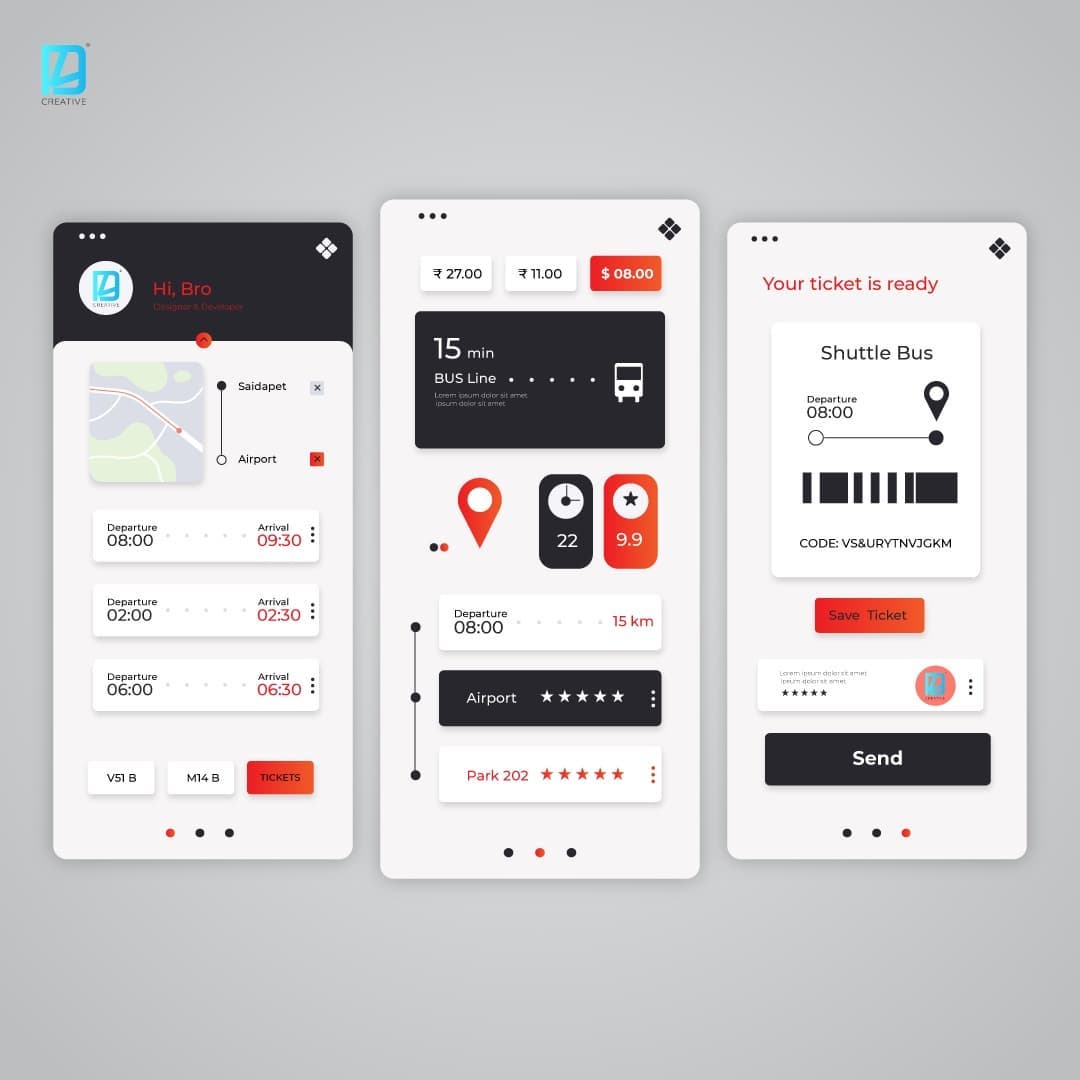 CREATIVE
CREATIVE
Hi, Bro
Designer & Developer
Saidapet
Airport
Departure
08:00
Arrival
09:30
Departure
02:00
Arrival
02:30
Departure
06:00
Arrival
06:30
V51 B
M14 B
TICKETS
₹ 27.00
₹ 11.00
$ 08.00
15 min
BUS Line
Lorem ipsum dolor sit amet
ipsum dolor sit amet
22
9.9
Departure
08:00
15 km
Airport
Park 202
Your ticket is ready
Shuttle Bus
Departure
08:00
CODE: VS&URYTNVJGKM
Save Ticket
Lorem ipsum dolor sit amet
ipsum dolor sit amet
CREATIVE
Send